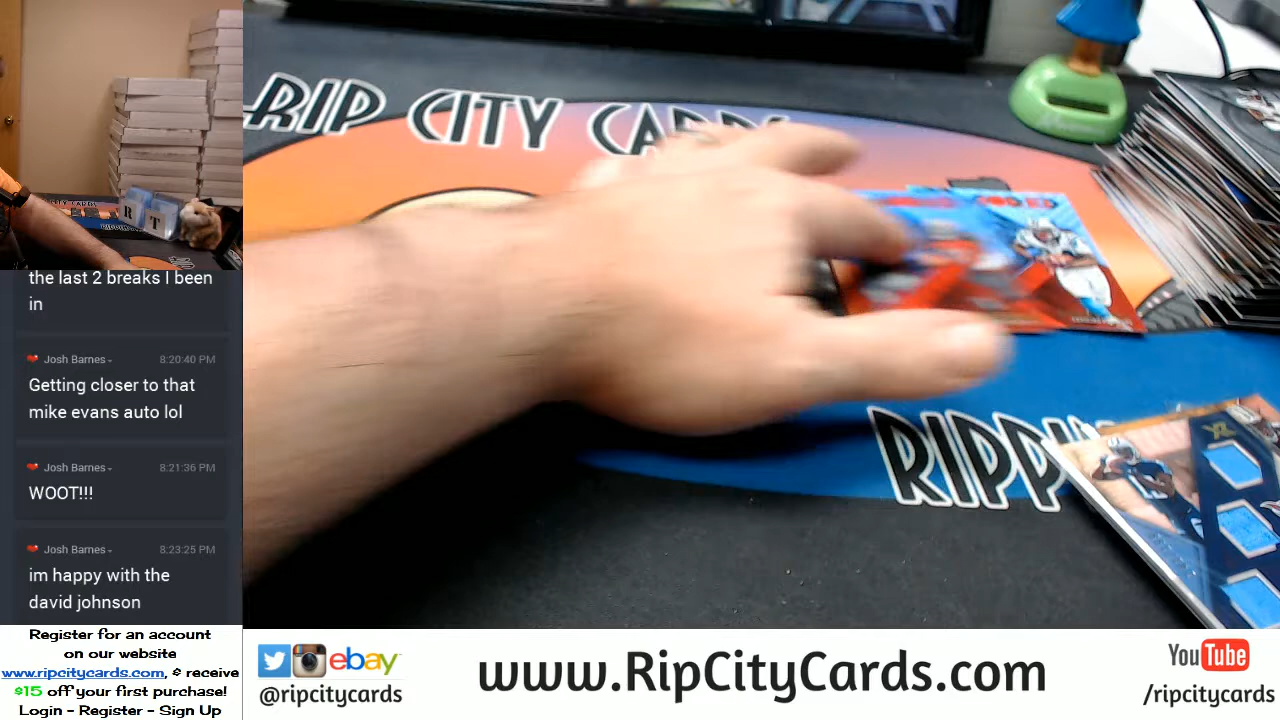 RIP CITY CARDS
the last 2 breaks I been
in
Josh Barnes 8:20:40 PM
Getting closer to that
mike evans auto lol
Josh Barnes 8:21:36 PM
WOOT!!!
Josh Barnes 8:23:25 PM
im happy with the
david johnson
RIPPIN
R T
Register for an account
on our website
www.ripcitycards.com, & receive
$15 off your first purchase!
Login - Register - Sign Up
ebay
@ripcitycards
www.RipCityCards.com
YouTube
/ripcitycards